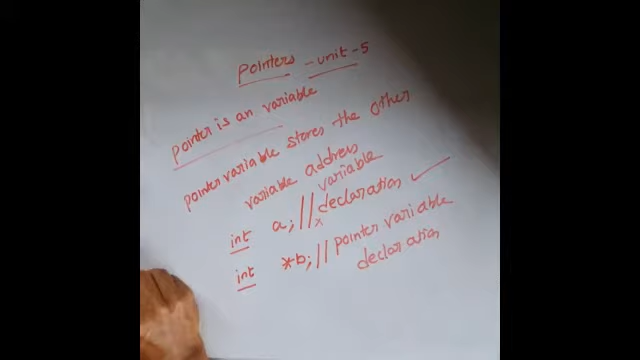 Pointers - unit - 5
pointer is an variable
pointer variable stores the other
variable address
int a; // variable declaration ✓
int *b; // pointer variable
declaration